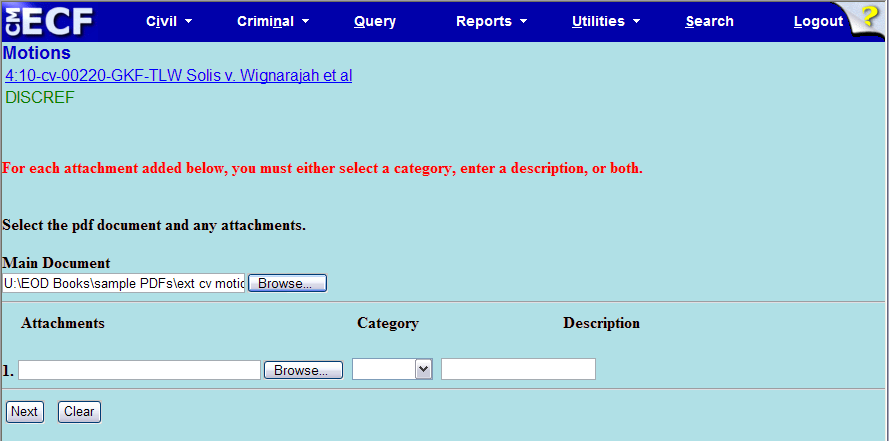 CM ECF Civil Criminal Query Reports Utilities Search Logout ?
Motions
4:10-cv-00220-GKF-TLW Solis v. Wignarajah et al
DISCREF
For each attachment added below, you must either select a category, enter a description, or both.
Select the pdf document and any attachments.
Main Document
U:\EOD Books\sample PDFs\ext cv motio Browse...
Attachments Category Description
1. Browse...
Next Clear